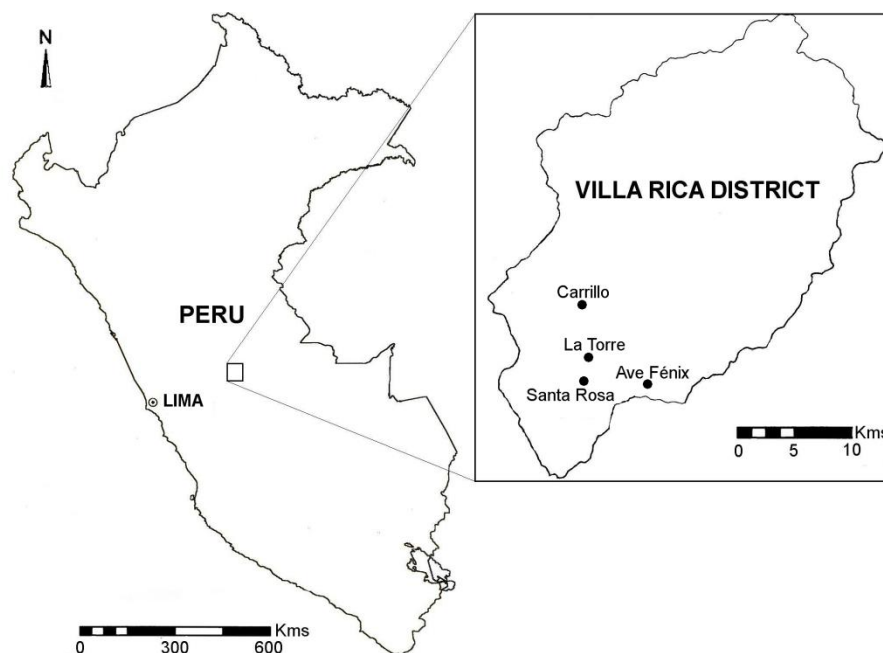 N
PERU
LIMA
Kms
0 300 600
VILLA RICA DISTRICT
Carrillo
La Torre
Ave Fénix
Santa Rosa
Kms
0 5 10